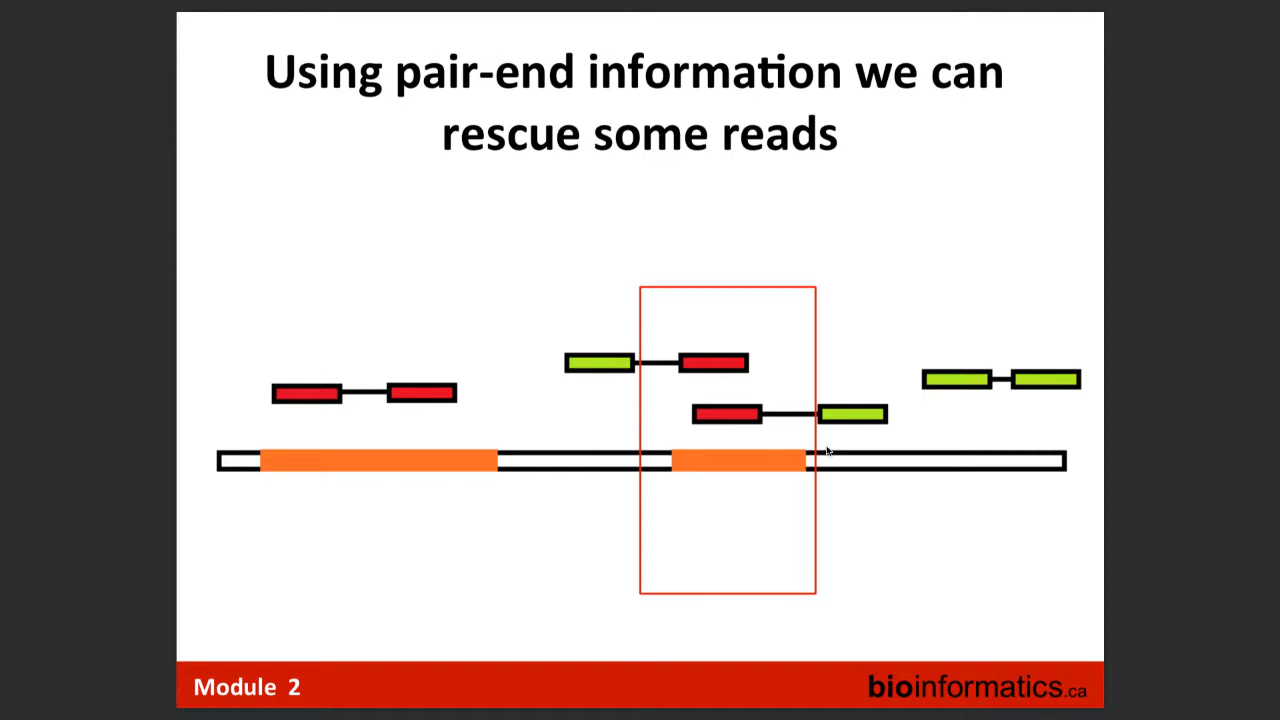 Using pair-end information we can
rescue some reads
Module 2
bioinformatics.ca